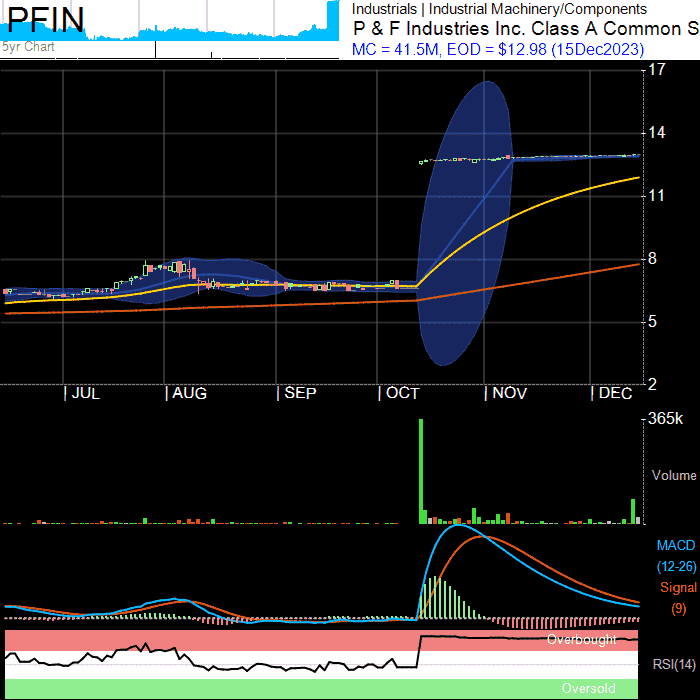 PFIN
5yr Chart
Industrials | Industrial Machinery/Components
P & F Industries Inc. Class A Common S
MC = 41.5M, EOD = $12.98 (15Dec2023)
17
14
11
8
5
2
| JUL | AUG | SEP | OCT | NOV | DEC
365k
Volume
MACD
(12-26)
Signal
(9)
Overbought
RSI(14)
Oversold